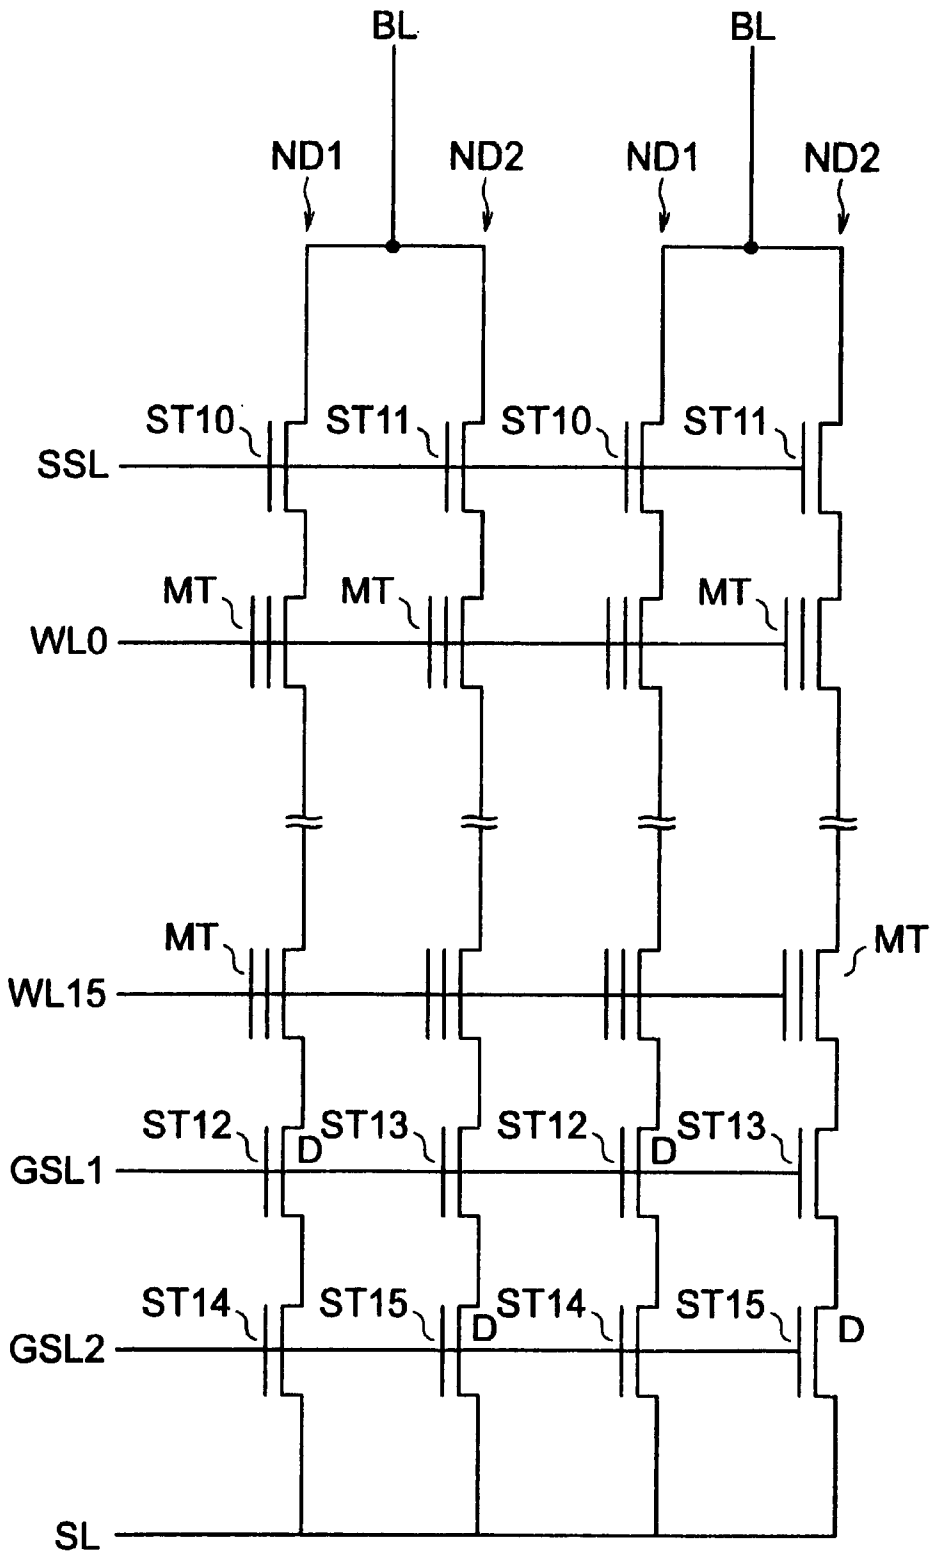 BL BL
ND1 ND2 ND1 ND2
ST10 ST11 ST10 ST11
SSL
MT MT MT
WL0
MT MT
WL15
ST12 D ST13 ST12 D ST13
GSL1
ST14 ST15 D ST14 ST15 D
GSL2
SL